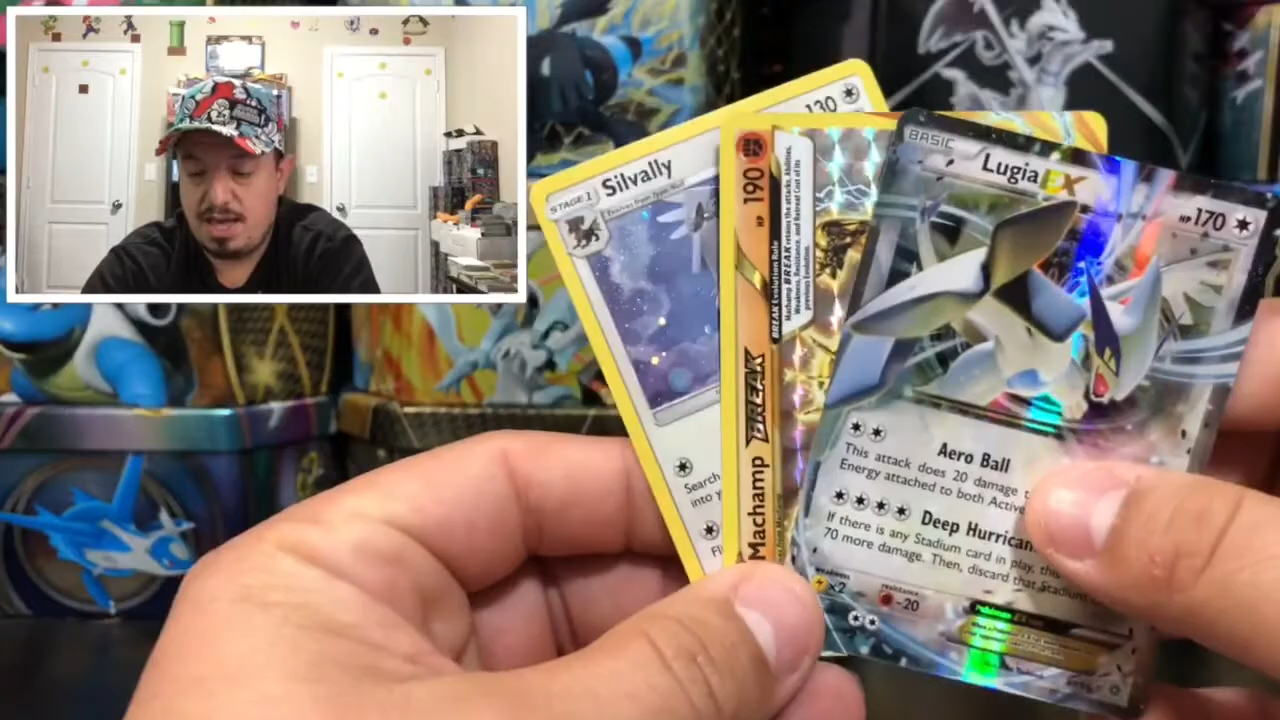 STAGE 1
Silvally
Evolves from Type: Null
130
Search
into y
Machamp BREAK
HP 190
BREAK Evolution Rule
Machamp BREAK retains the attacks, Abilities,
Weakness, Resistance, and Retreat Cost of its
previous Evolution.
BASIC
Lugia EX
HP 170
Aero Ball
This attack does 20 damage t
Energy attached to both Active
Deep Hurrican
If there is any Stadium card in play, this
70 more damage. Then, discard that Stadium
weakness
×2
resistance
-20